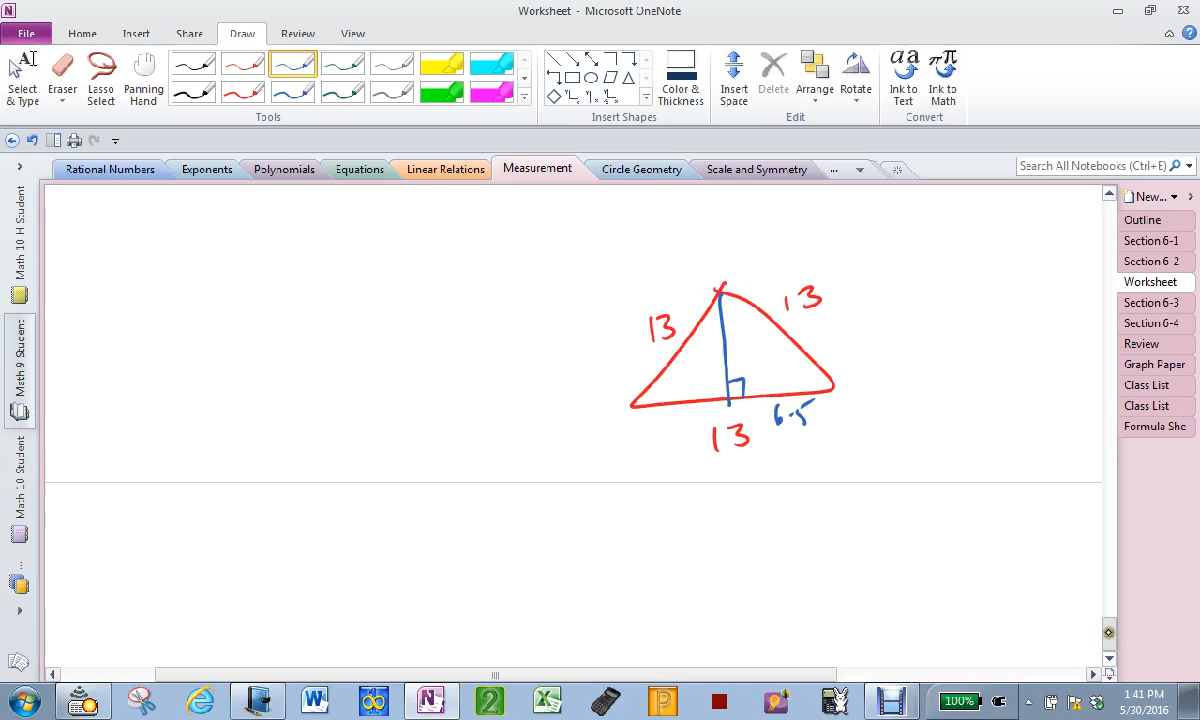 Worksheet - Microsoft OneNote
File Home Insert Share Draw Review View
Select & Type
Eraser
Lasso Select
Panning Hand
Color & Thickness
Insert Space
Delete
Arrange
Rotate
Ink to Text
Ink to Math
Tools Insert Shapes Edit Convert
Rational Numbers Exponents Polynomials Equations Linear Relations Measurement Circle Geometry Scale and Symmetry ...
Search All Notebooks (Ctrl+E)
New...
Outline
Section 6-1
Section 6-2
Worksheet
Section 6-3
Section 6-4
Review
Graph Paper
Class List
Class List
Formula She
Math 10 H Student
Math 9 Student
Math 10 Student
13
13
6.5
13
100%
1:41 PM
5/30/2016